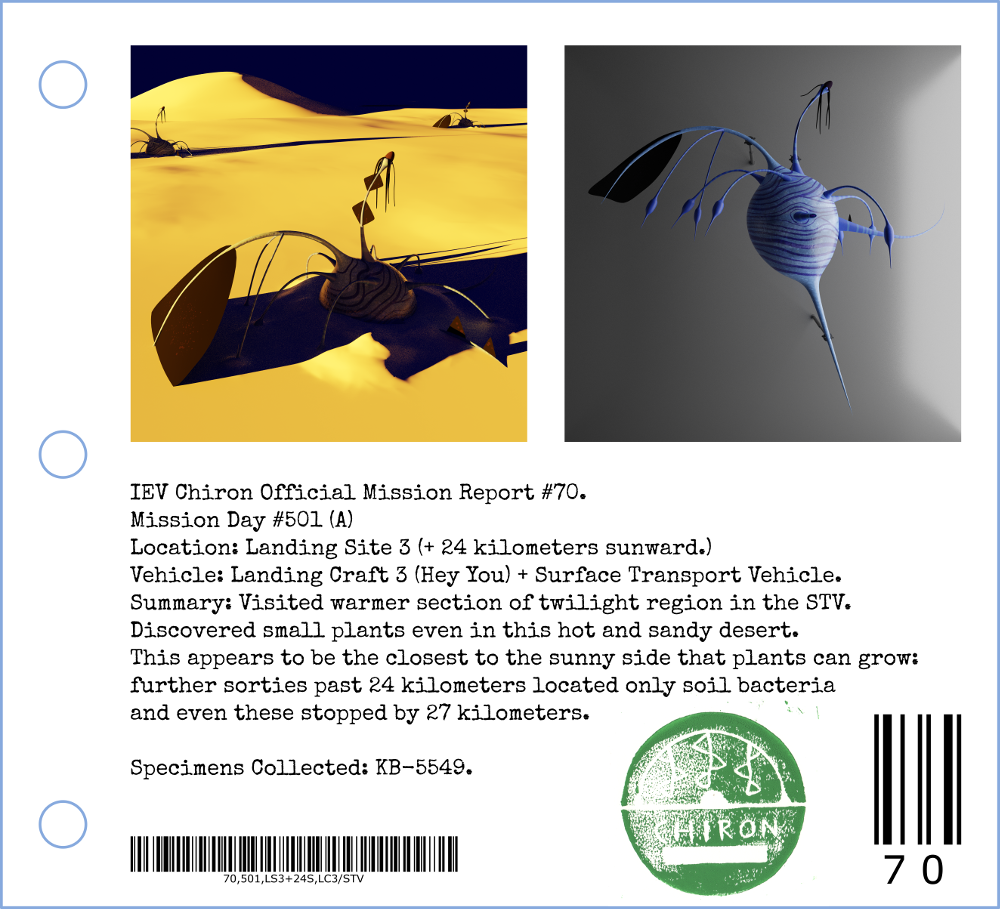 IEV Chiron Official Mission Report #70.
Mission Day #501 (A)
Location: Landing Site 3 (+ 24 kilometers sunward.)
Vehicle: Landing Craft 3 (Hey You) + Surface Transport Vehicle.
Summary: Visited warmer section of twilight region in the STV.
Discovered small plants even in this hot and sandy desert.
This appears to be the closest to the sunny side that plants can grow:
further sorties past 24 kilometers located only soil bacteria
and even these stopped by 27 kilometers.
Specimens Collected: KB-5549.
CHIRON
70,501,LS3+24S,LC3/STV
70